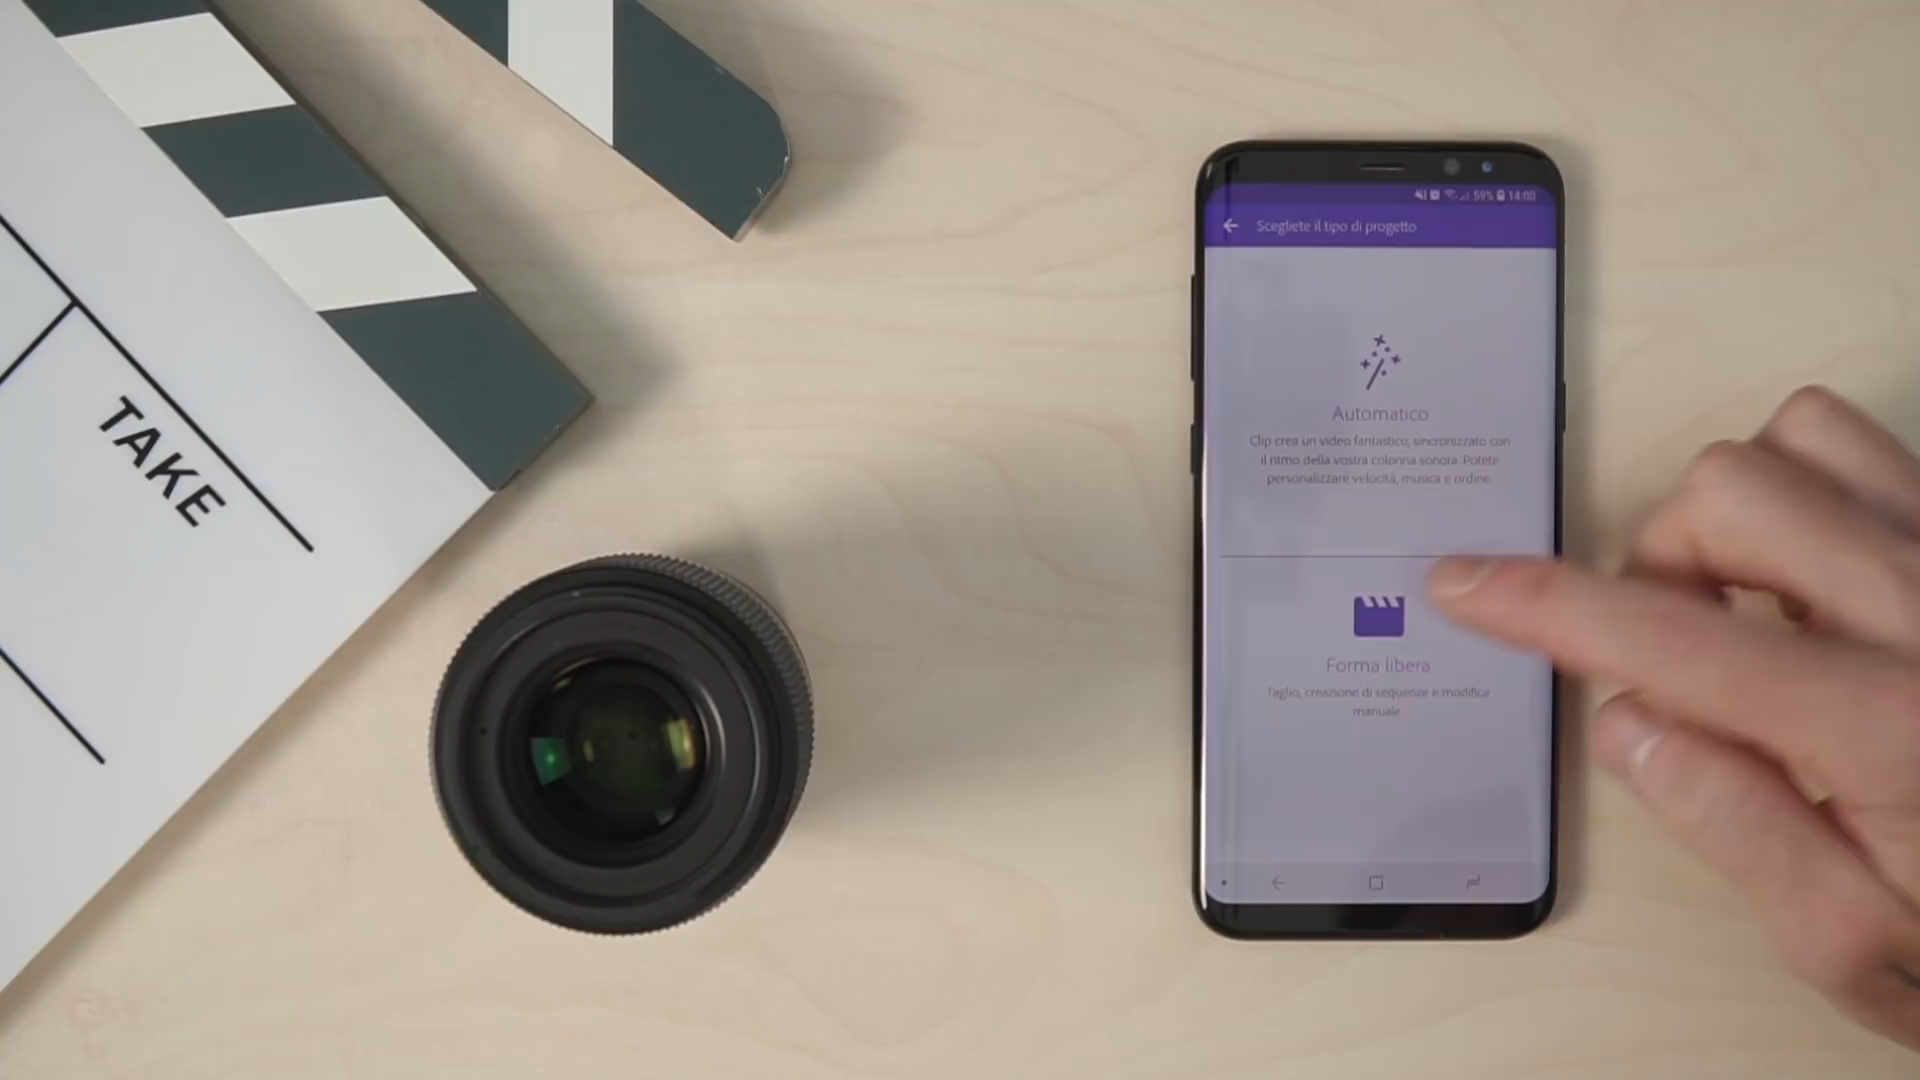 TAKE
59% 14:00
Scegliete il tipo di progetto
Automatico
Clip crea un video fantastico, sincronizzato con
il ritmo della vostra colonna sonora. Potete
personalizzare velocità, musica e ordine.
Forma libera
Taglio, creazione di sequenze e modifica
manuale